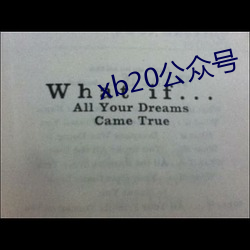 xb20公众号
What if...
All Your Dreams
Came True